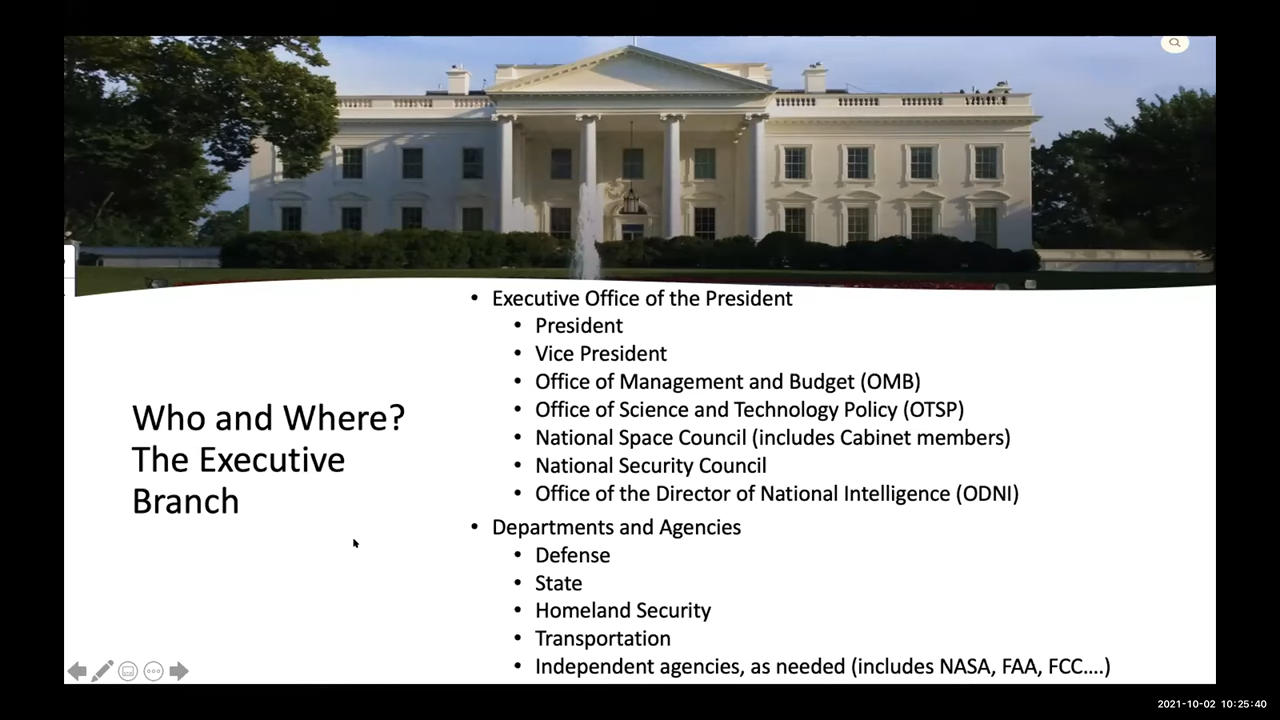 Executive Office of the President
President
Vice President
Office of Management and Budget (OMB)
Office of Science and Technology Policy (OTSP)
National Space Council (includes Cabinet members)
National Security Council
Office of the Director of National Intelligence (ODNI)
Who and Where?
The Executive
Branch
Departments and Agencies
Defense
State
Homeland Security
Transportation
Independent agencies, as needed (includes NASA, FAA, FCC....)
2021-10-02 10:25:40